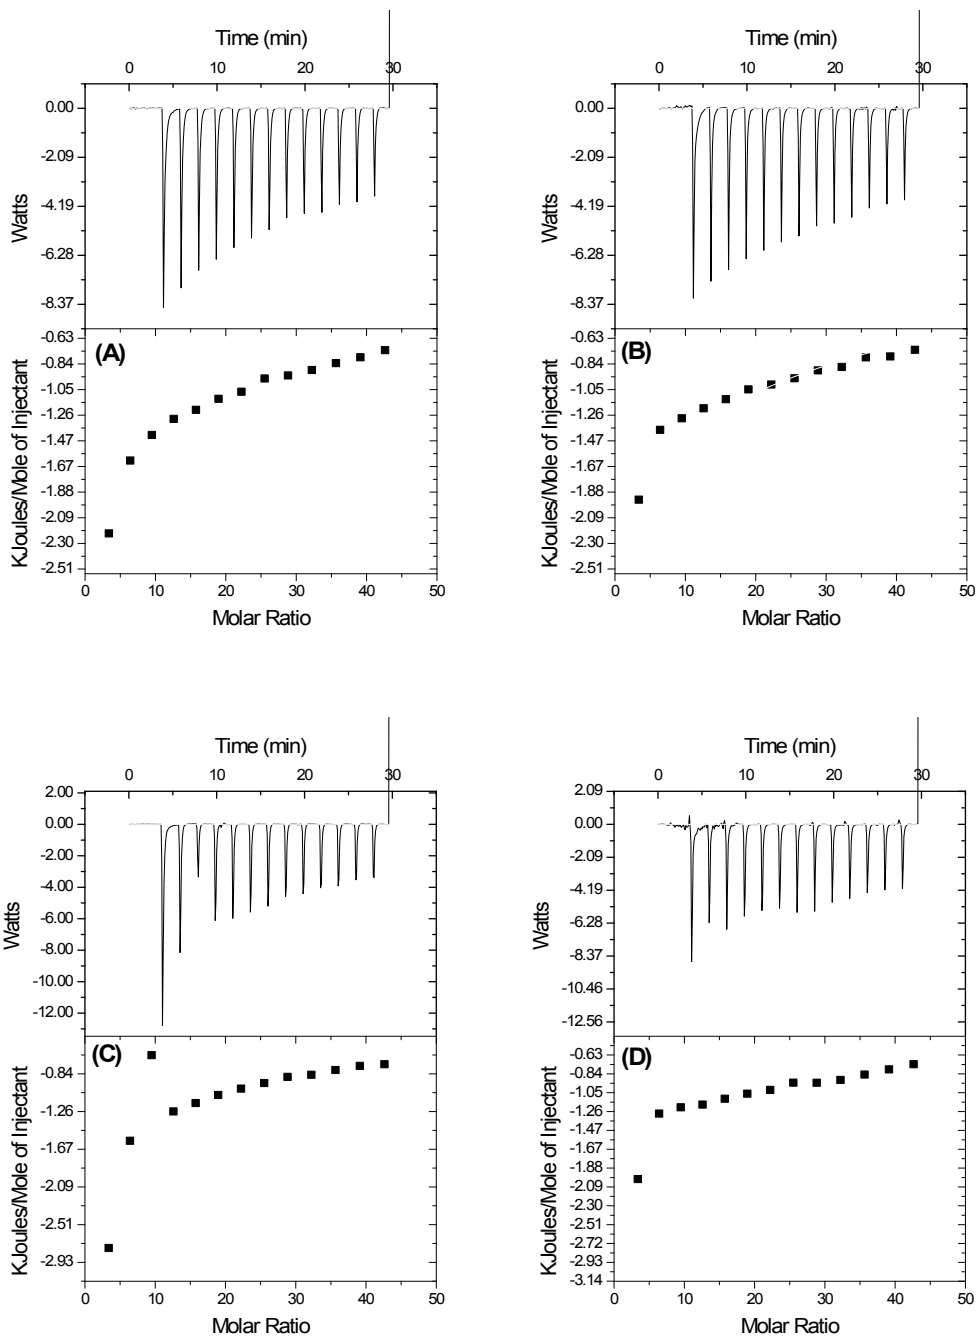 Time (min)
0 10 20 30
0.00
-2.09
-4.19
-6.28
-8.37
Watts
(A)
-0.63
-0.84
-1.05
-1.26
-1.47
-1.67
-1.88
-2.09
-2.30
-2.51
KJoules/Mole of Injectant
0 10 20 30 40 50
Molar Ratio
Time (min)
0 10 20 30
0.00
-2.09
-4.19
-6.28
-8.37
Watts
(B)
-0.63
-0.84
-1.05
-1.26
-1.47
-1.67
-1.88
-2.09
-2.30
-2.51
KJoules/Mole of Injectant
0 10 20 30 40 50
Molar Ratio
Time (min)
0 10 20 30
2.00
0.00
-2.00
-4.00
-6.00
-8.00
-10.00
-12.00
Watts
(C)
-0.84
-1.26
-1.67
-2.09
-2.51
-2.93
KJoules/Mole of Injectant
0 10 20 30 40 50
Molar Ratio
Time (min)
0 10 20 30
2.09
0.00
-2.09
-4.19
-6.28
-8.37
-10.46
-12.56
Watts
(D)
-0.63
-0.84
-1.05
-1.26
-1.47
-1.67
-1.88
-2.09
-2.30
-2.51
-2.72
-2.93
-3.14
KJoules/Mole of Injectant
0 10 20 30 40 50
Molar Ratio